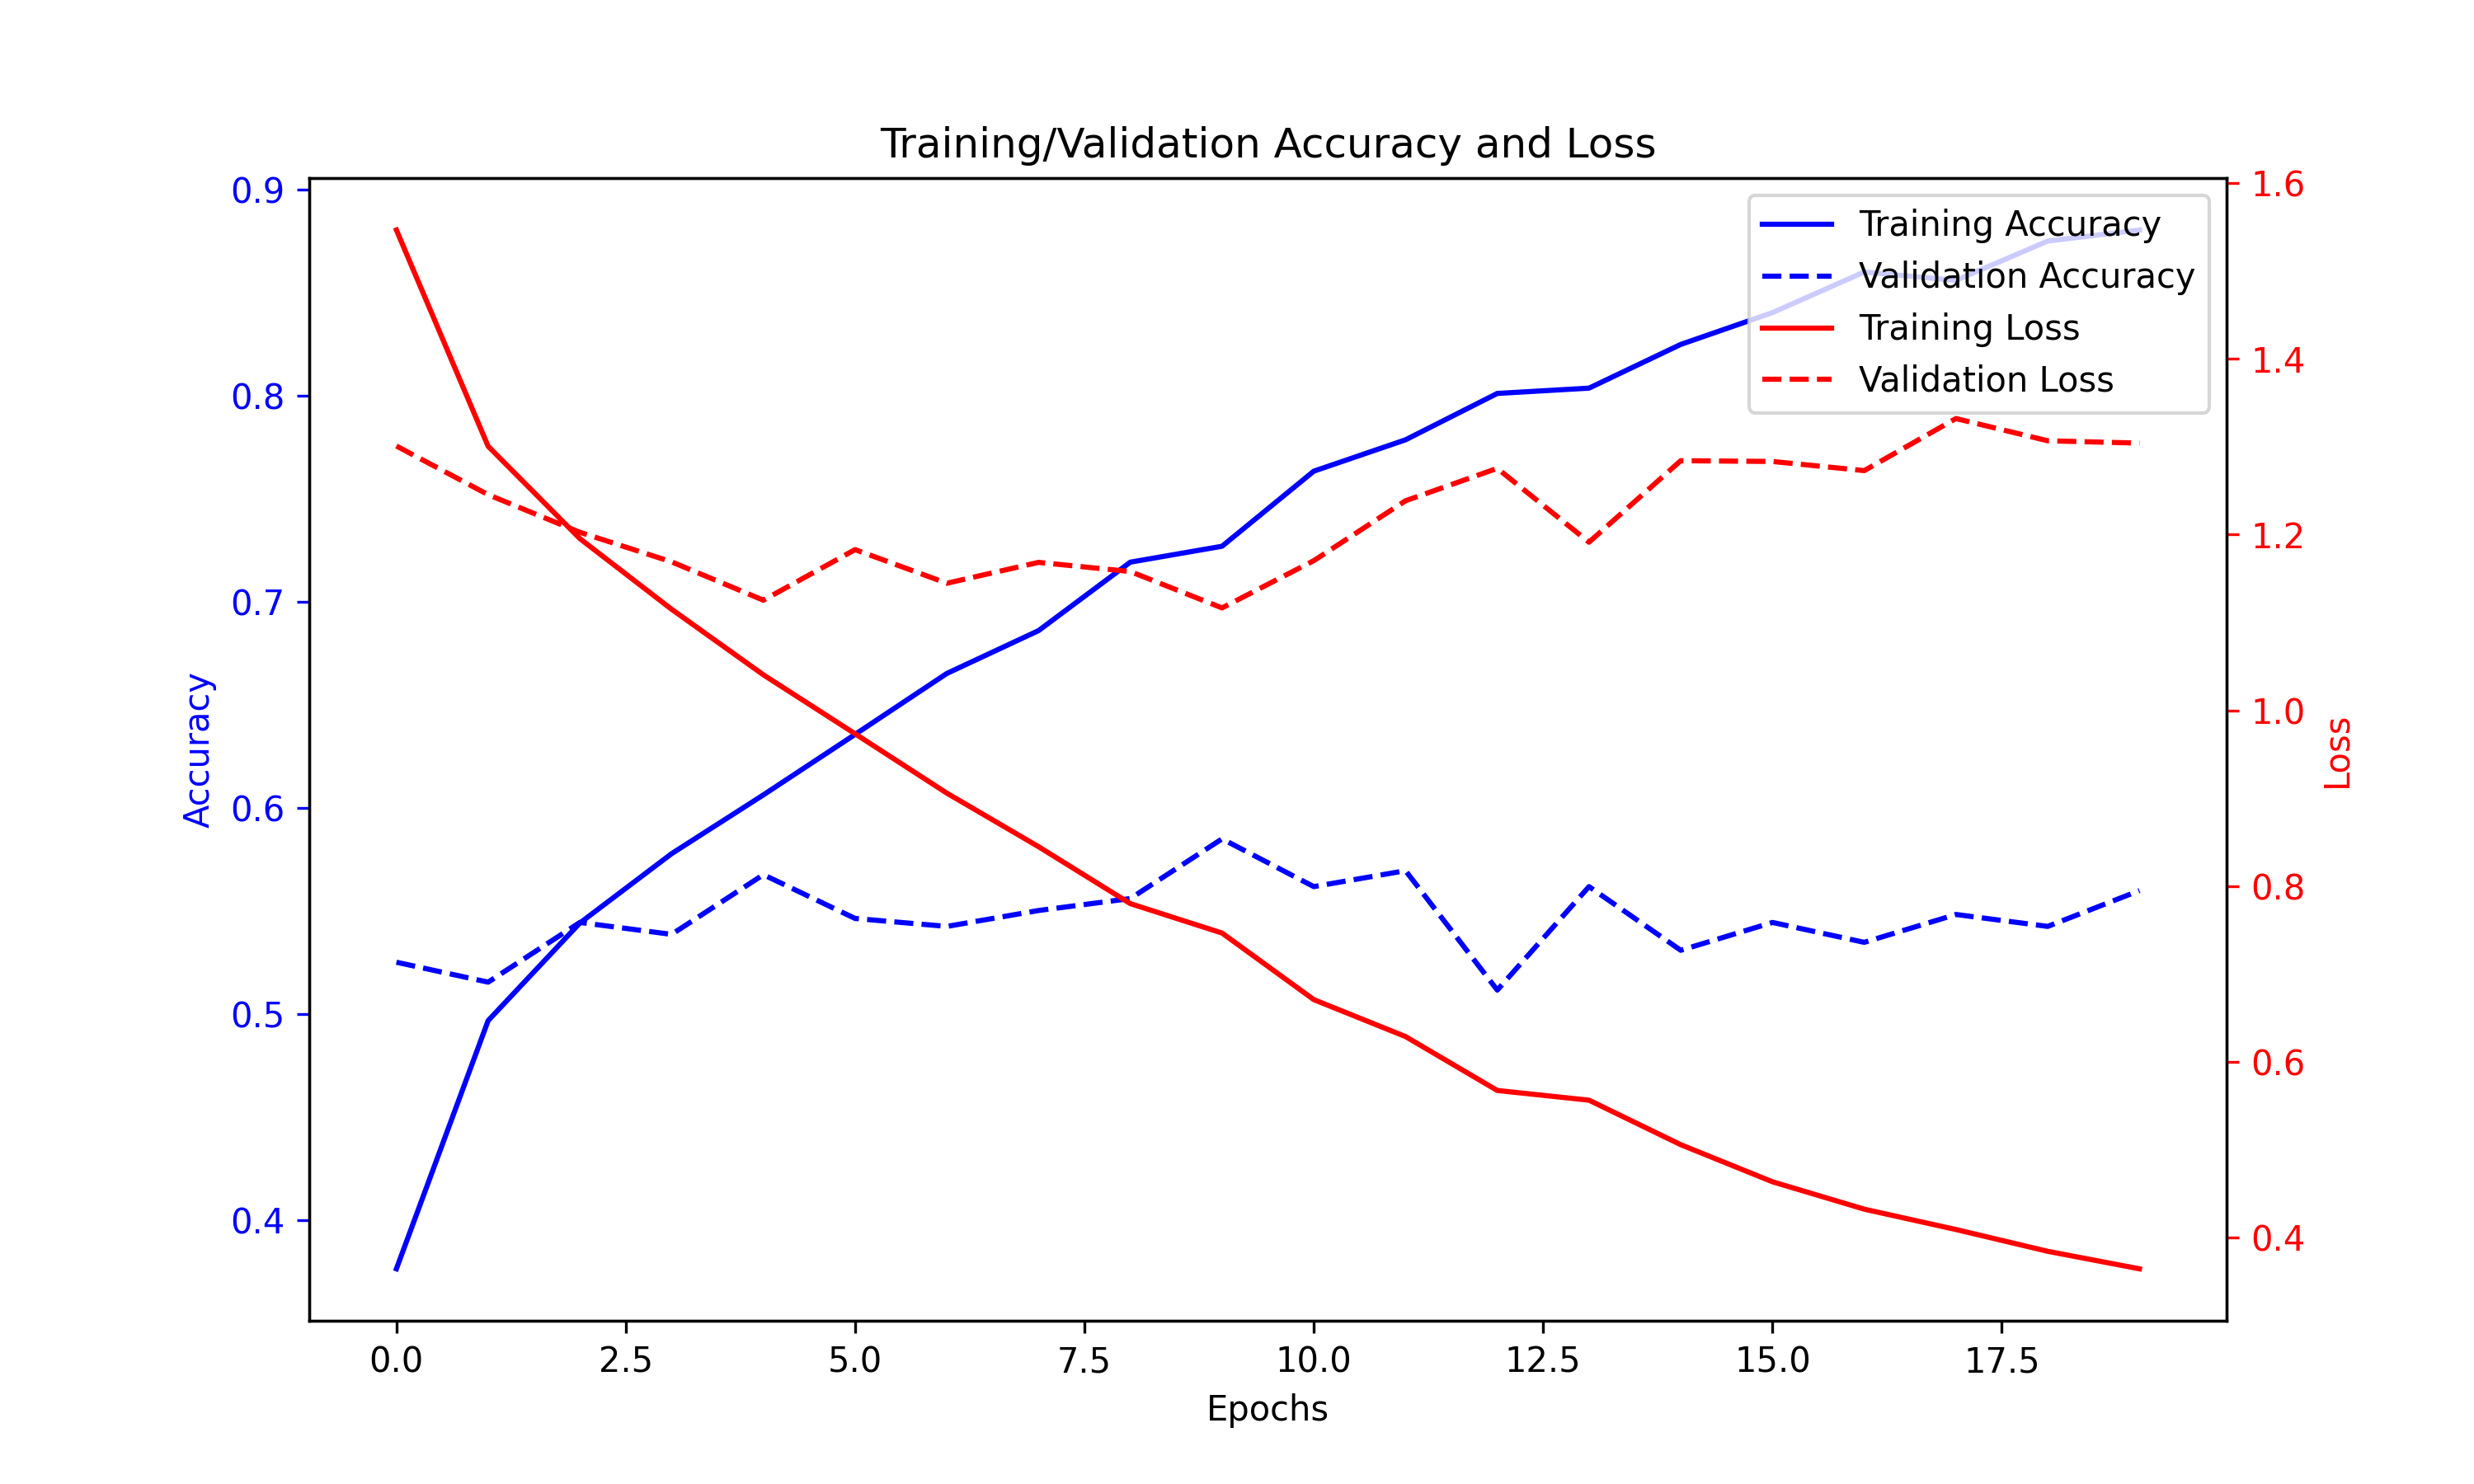 Training/Validation Accuracy and Loss
0.9
0.8
0.7
0.6
0.5
0.4
Accuracy
Training Accuracy
Validation Accuracy
Training Loss
Validation Loss
1.6
1.4
1.2
1.0
0.8
0.6
0.4
Loss
0.0 2.5 5.0 7.5 10.0 12.5 15.0 17.5
Epochs